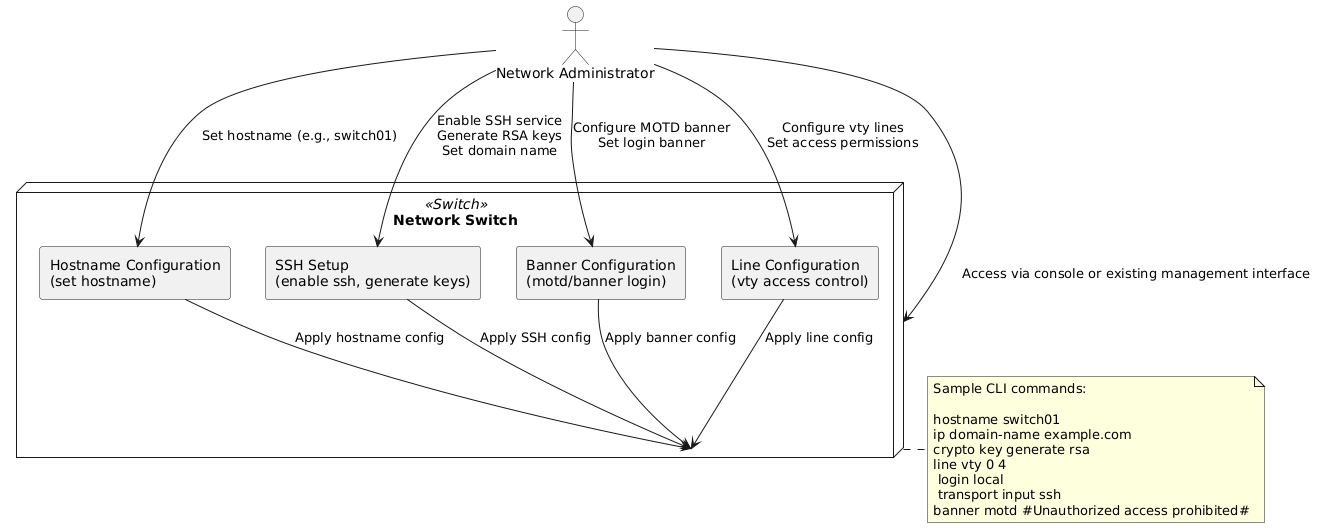 Network Administrator
Set hostname (e.g., switch01)
Enable SSH service
Generate RSA keys
Set domain name
Configure MOTD banner
Set login banner
Configure vty lines
Set access permissions
Access via console or existing management interface
«Switch»
Network Switch
Hostname Configuration
(set hostname)
SSH Setup
(enable ssh, generate keys)
Banner Configuration
(motd/banner login)
Line Configuration
(vty access control)
Apply hostname config
Apply SSH config
Apply banner config
Apply line config
Sample CLI commands:
hostname switch01
ip domain-name example.com
crypto key generate rsa
line vty 0 4
login local
transport input ssh
banner motd #Unauthorized access prohibited#